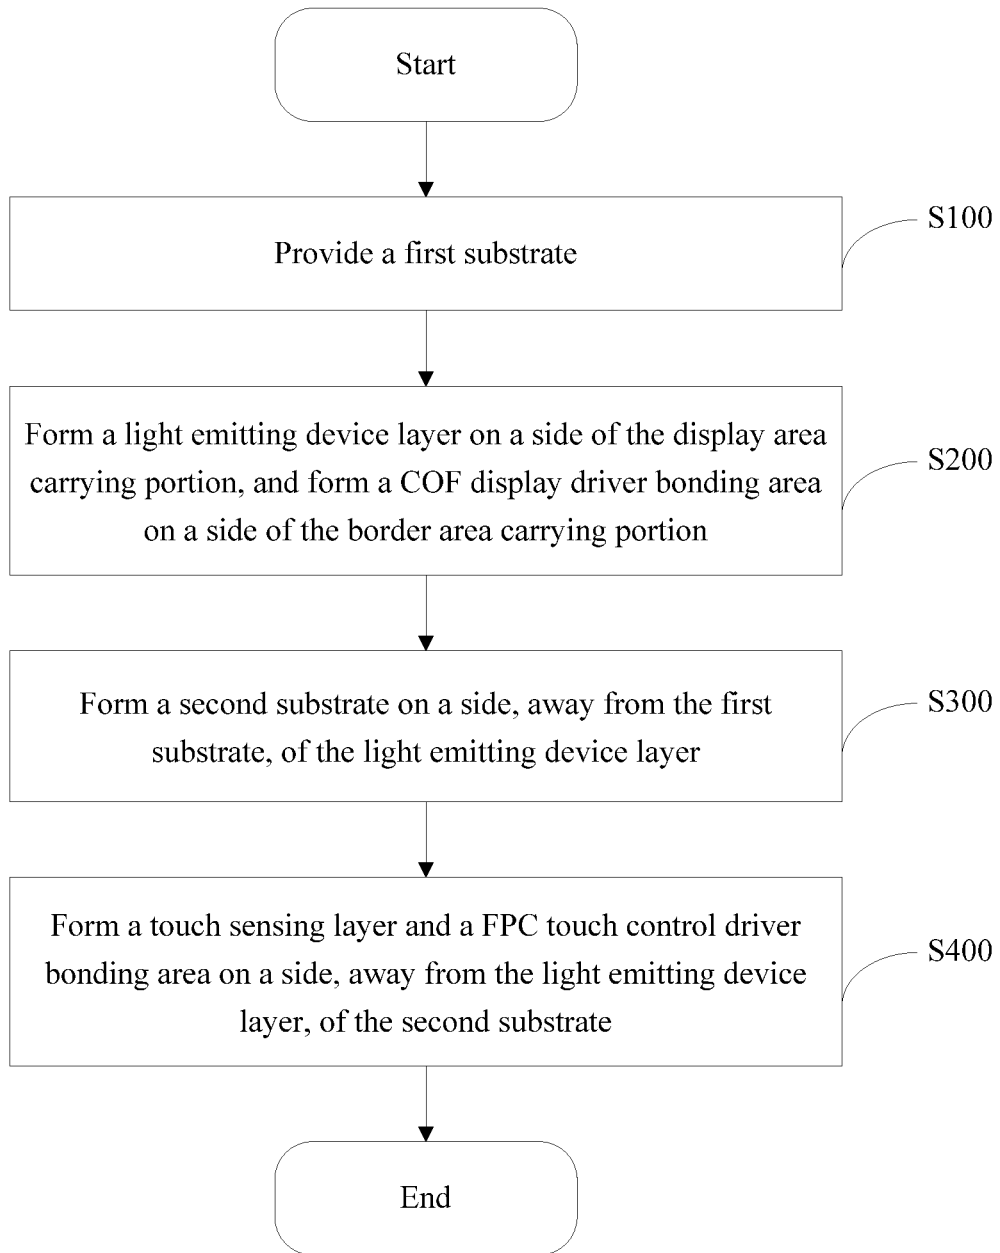 Start
S100
Provide a first substrate
S200
Form a light emitting device layer on a side of the display area
carrying portion, and form a COF display driver bonding area
on a side of the border area carrying portion
S300
Form a second substrate on a side, away from the first
substrate, of the light emitting device layer
S400
Form a touch sensing layer and a FPC touch control driver
bonding area on a side, away from the light emitting device
layer, of the second substrate
End